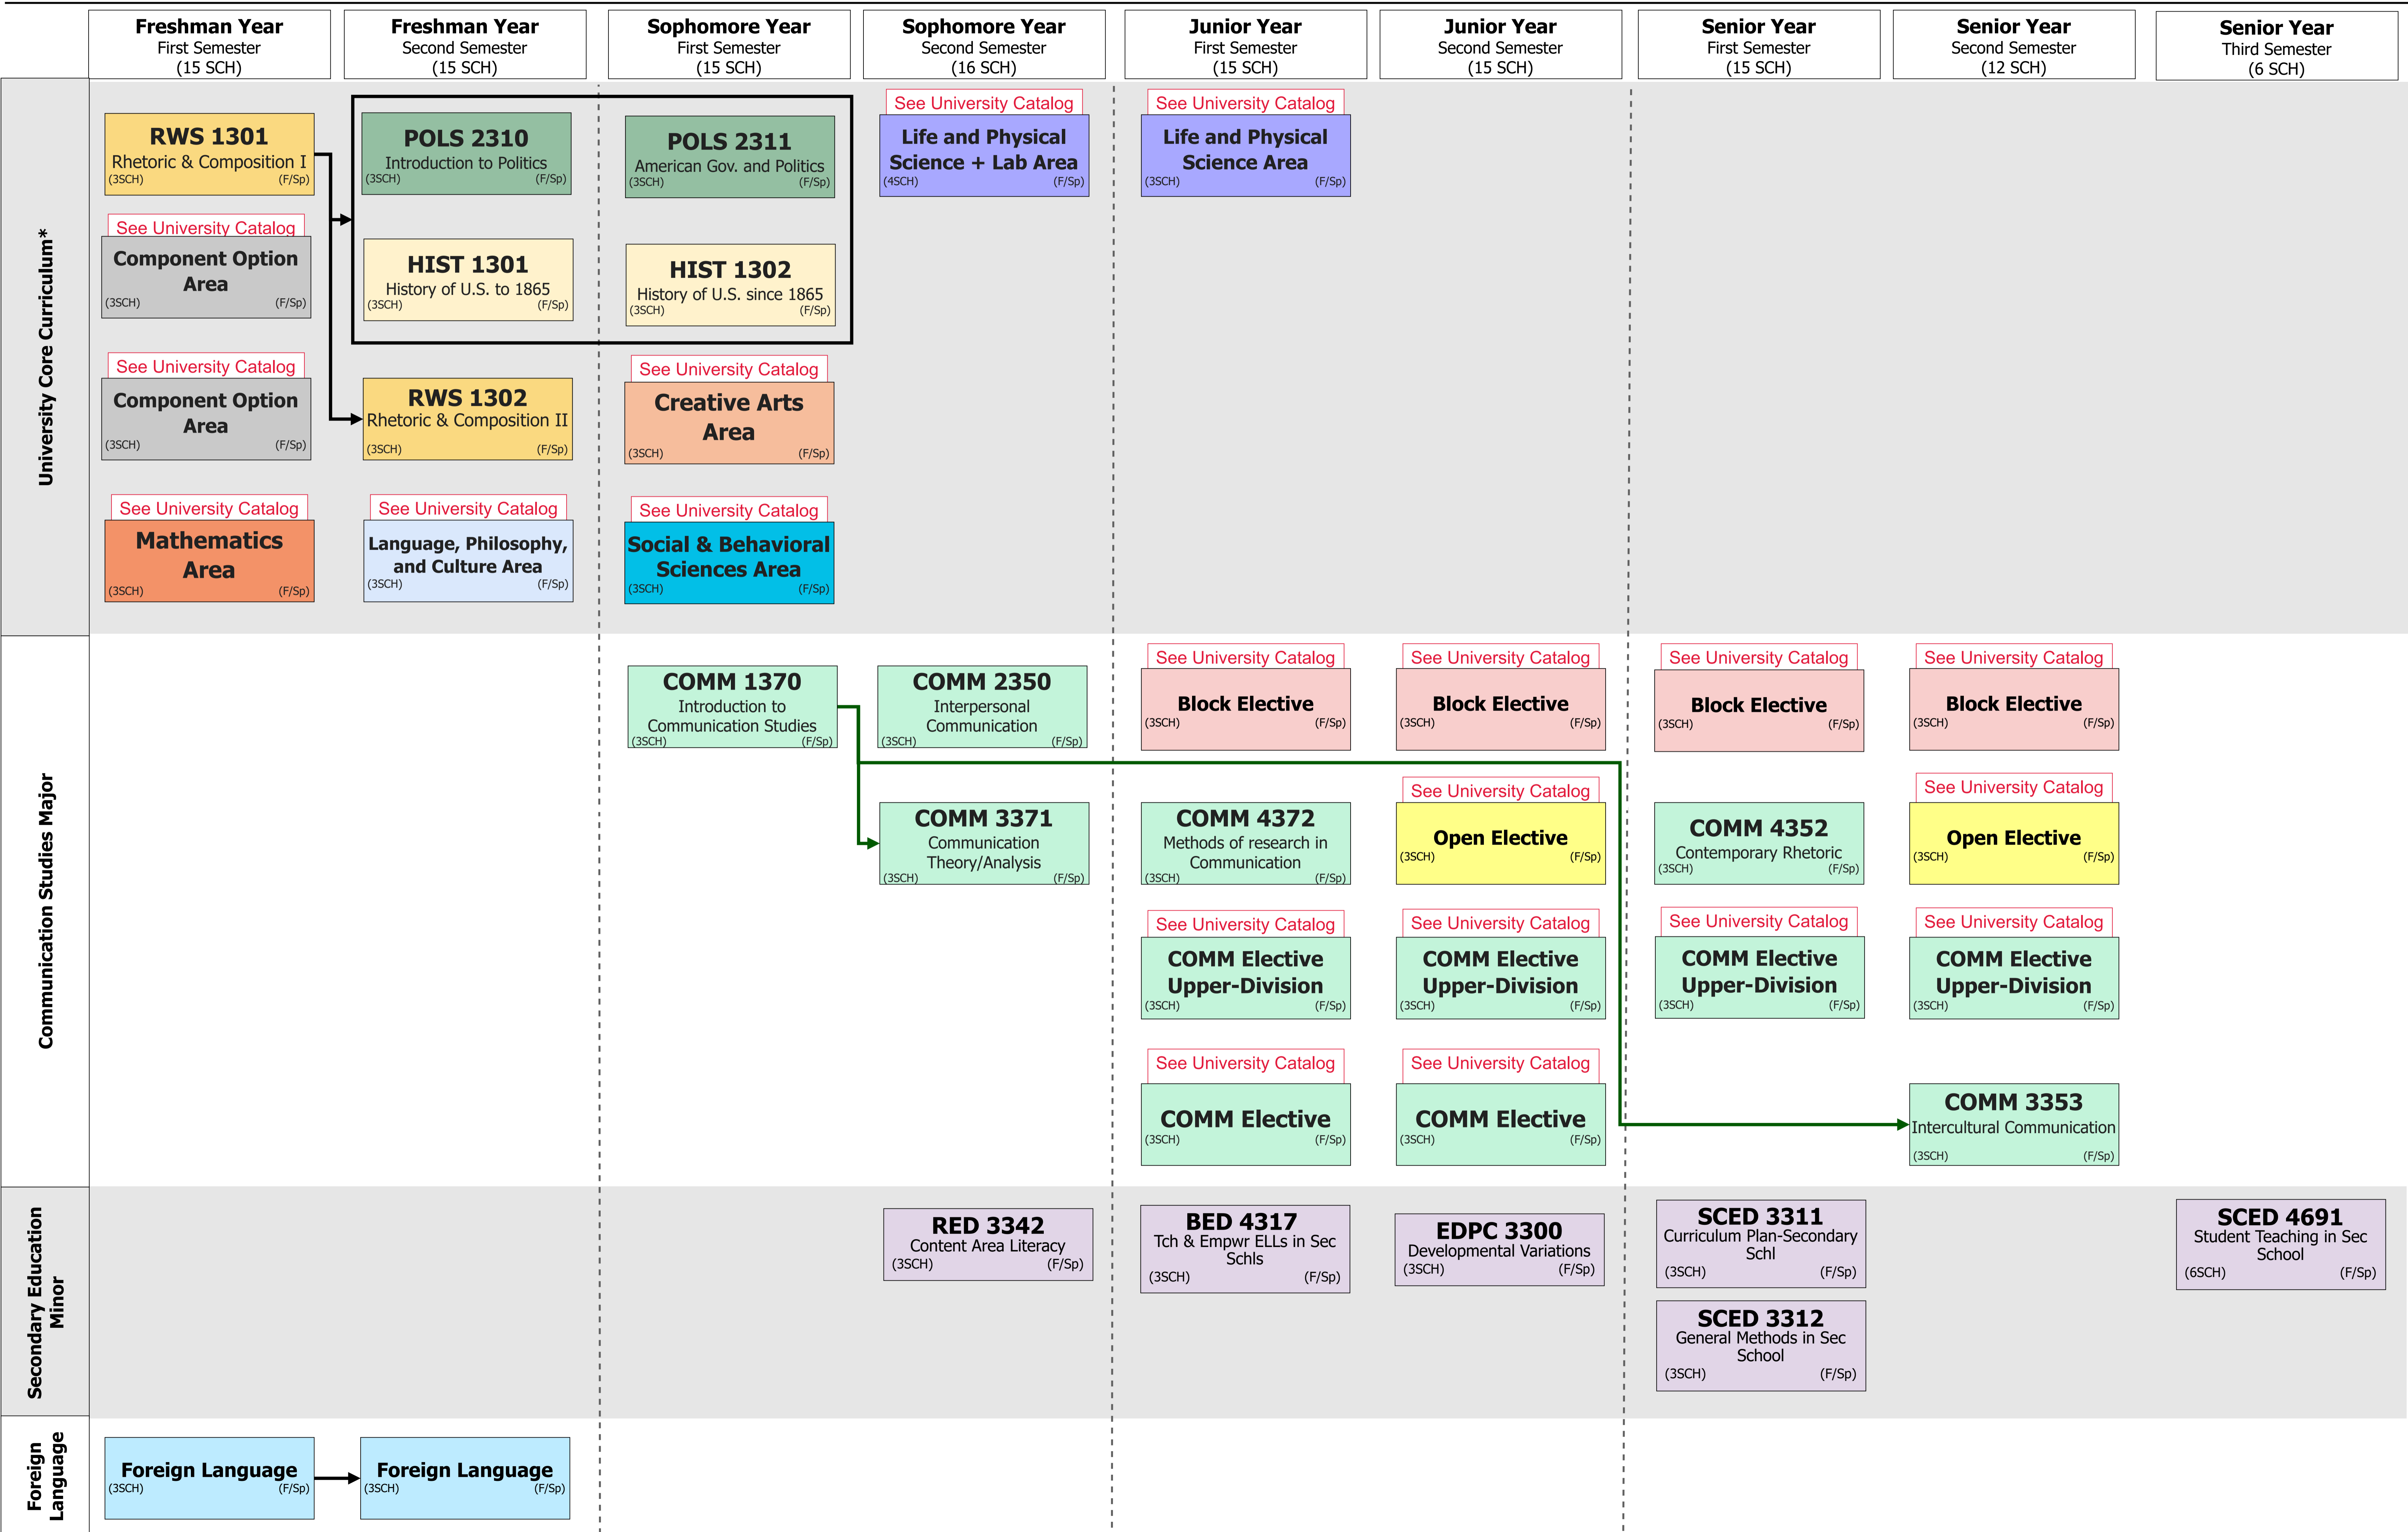 Freshman Year
First Semester
(15 SCH)
Freshman Year
Second Semester
(15 SCH)
Sophomore Year
First Semester
(15 SCH)
Sophomore Year
Second Semester
(16 SCH)
Junior Year
First Semester
(15 SCH)
Junior Year
Second Semester
(15 SCH)
Senior Year
First Semester
(15 SCH)
Senior Year
Second Semester
(12 SCH)
Senior Year
Third Semester
(6 SCH)
University Core Curriculum*
RWS 1301
Rhetoric & Composition I
(3SCH) (F/Sp)
See University Catalog
Component Option
Area
(3SCH) (F/Sp)
See University Catalog
Component Option
Area
(3SCH) (F/Sp)
See University Catalog
Mathematics
Area
(3SCH) (F/Sp)
POLS 2310
Introduction to Politics
(3SCH) (F/Sp)
HIST 1301
History of U.S. to 1865
(3SCH) (F/Sp)
RWS 1302
Rhetoric & Composition II
(3SCH) (F/Sp)
See University Catalog
Language, Philosophy,
and Culture Area
(3SCH) (F/Sp)
POLS 2311
American Gov. and Politics
(3SCH) (F/Sp)
HIST 1302
History of U.S. since 1865
(3SCH) (F/Sp)
See University Catalog
Creative Arts
Area
(3SCH) (F/Sp)
See University Catalog
Social & Behavioral
Sciences Area
(3SCH) (F/Sp)
See University Catalog
Life and Physical
Science + Lab Area
(4SCH) (F/Sp)
See University Catalog
Life and Physical
Science Area
(3SCH) (F/Sp)
Communication Studies Major
COMM 1370
Introduction to
Communication Studies
(3SCH) (F/Sp)
COMM 2350
Interpersonal
Communication
(3SCH) (F/Sp)
COMM 3371
Communication
Theory/Analysis
(3SCH) (F/Sp)
See University Catalog
Block Elective
(3SCH) (F/Sp)
COMM 4372
Methods of research in
Communication
(3SCH) (F/Sp)
See University Catalog
COMM Elective
Upper-Division
(3SCH) (F/Sp)
See University Catalog
COMM Elective
(3SCH) (F/Sp)
See University Catalog
Block Elective
(3SCH) (F/Sp)
See University Catalog
Open Elective
(3SCH) (F/Sp)
See University Catalog
COMM Elective
Upper-Division
(3SCH) (F/Sp)
See University Catalog
COMM Elective
(3SCH) (F/Sp)
See University Catalog
Block Elective
(3SCH) (F/Sp)
COMM 4352
Contemporary Rhetoric
(3SCH) (F/Sp)
See University Catalog
COMM Elective
Upper-Division
(3SCH) (F/Sp)
See University Catalog
Block Elective
(3SCH) (F/Sp)
See University Catalog
Open Elective
(3SCH) (F/Sp)
See University Catalog
COMM Elective
Upper-Division
(3SCH) (F/Sp)
COMM 3353
Intercultural Communication
(3SCH) (F/Sp)
Secondary Education
Minor
RED 3342
Content Area Literacy
(3SCH) (F/Sp)
BED 4317
Tch & Empwr ELLs in Sec
Schls
(3SCH) (F/Sp)
EDPC 3300
Developmental Variations
(3SCH) (F/Sp)
SCED 3311
Curriculum Plan-Secondary
Schl
(3SCH) (F/Sp)
SCED 3312
General Methods in Sec
School
(3SCH) (F/Sp)
SCED 4691
Student Teaching in Sec
School
(6SCH) (F/Sp)
Foreign
Language
Foreign Language
(3SCH) (F/Sp)
Foreign Language
(3SCH) (F/Sp)